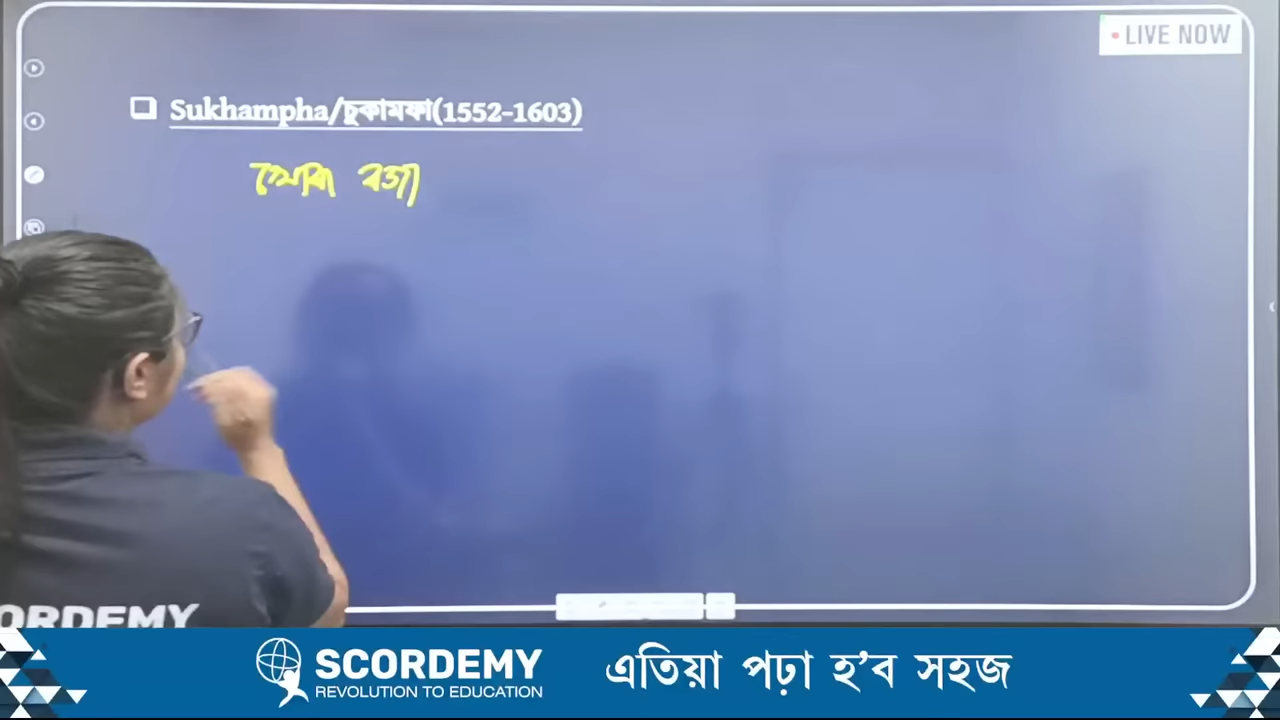 LIVE NOW
Sukhampha/চুকামফা(1552-1603)
খোৰা ৰজা
ORDEMY
SCORDEMY
REVOLUTION TO EDUCATION
এতিয়া পঢ়া হ’ব সহজ